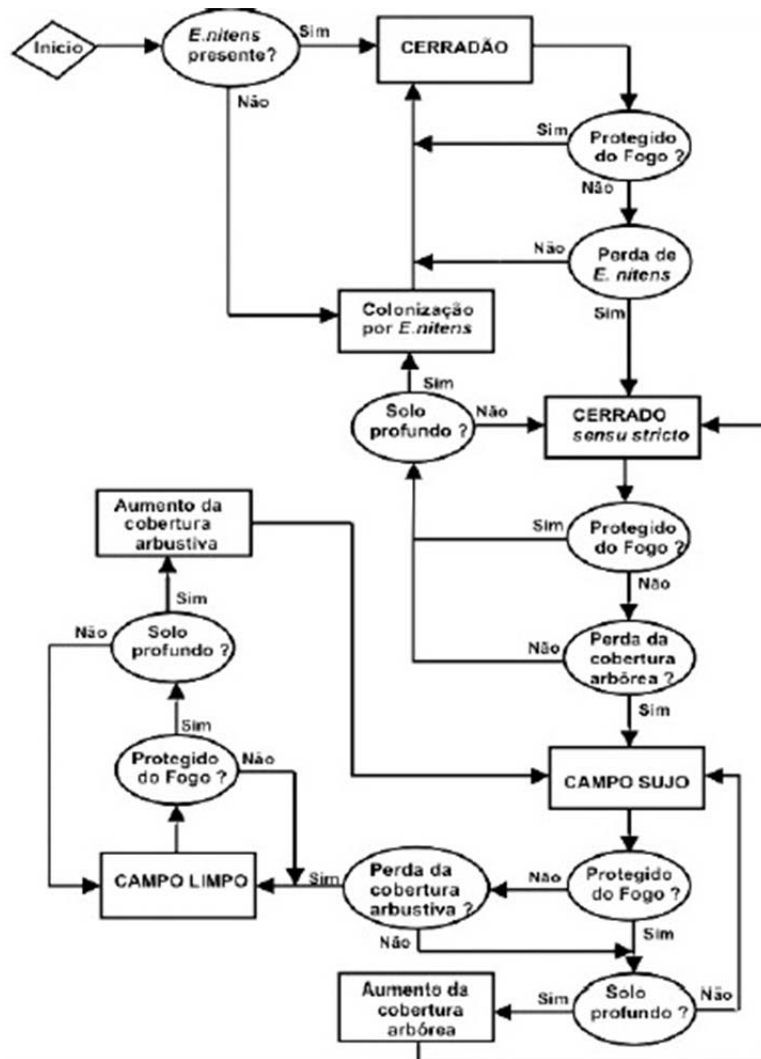 Início
E.nitens
presente?
Sim
CERRADÃO
Não
Sim
Protegido
do Fogo ?
Não
Não
Perda de
E. nitens
Colonização
por E.nitens
Sim
Sim
Solo
profundo ?
Não
CERRADO
sensu stricto
Aumento da
cobertura
arbustiva
Sim
Protegido
do Fogo ?
Sim
Não
Não
Solo
profundo ?
Não
Perda da
cobertura
arbórea ?
Sim
Sim
Protegido
do Fogo ?
Não
CAMPO SUJO
CAMPO LIMPO
Sim
Perda da
cobertura
arbustiva ?
Não
Protegido
do Fogo ?
Não
Sim
Aumento da
cobertura
arbórea
Sim
Solo
profundo ?
Não